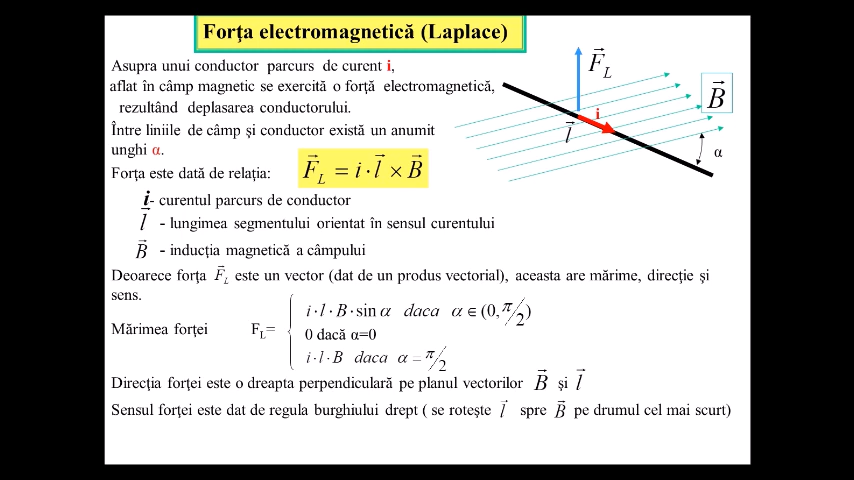 Forţa electromagnetică (Laplace)
Asupra unui conductor parcurs de curent i,
aflat în câmp magnetic se exercită o forţă electromagnetică,
rezultând deplasarea conductorului.
Între liniile de câmp şi conductor există un anumit
unghi α.
Forţa este dată de relaţia: F⃗_L = i · l⃗ × B⃗
F⃗_L
B⃗
i
l⃗
α
i- curentul parcurs de conductor
l⃗ - lungimea segmentului orientat în sensul curentului
B⃗ - inducţia magnetică a câmpului
Deoarece forţa F⃗_L este un vector (dat de un produs vectorial), aceasta are mărime, direcţie şi
sens.
i·l·B·sin α daca α∈(0,π/2)
Mărimea forţei F_L= 0 dacă α=0
i·l·B daca α=π/2
Direcţia forţei este o dreapta perpendiculară pe planul vectorilor B⃗ şi l⃗
Sensul forţei este dat de regula burghiului drept ( se roteşte l⃗ spre B⃗ pe drumul cel mai scurt)